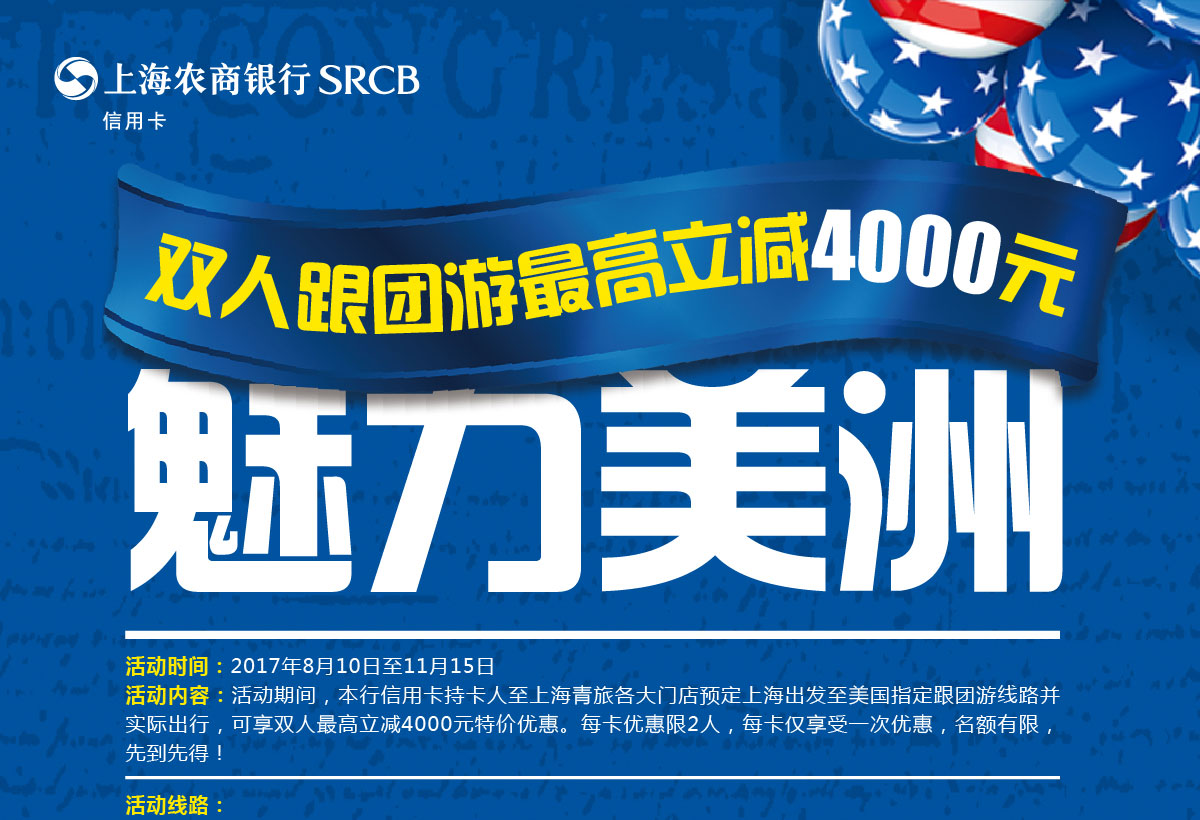 上海农商银行 SRCB
信用卡
双人跟团游最高立减4000元
魅力美洲
活动时间：2017年8月10日至11月15日
活动内容：活动期间，本行信用卡持卡人至上海青旅各大门店预定上海出发至美国指定跟团游线路并
实际出行，可享双人最高立减4000元特价优惠。每卡优惠限2人，每卡仅享受一次优惠，名额有限，
先到先得！
活动线路：